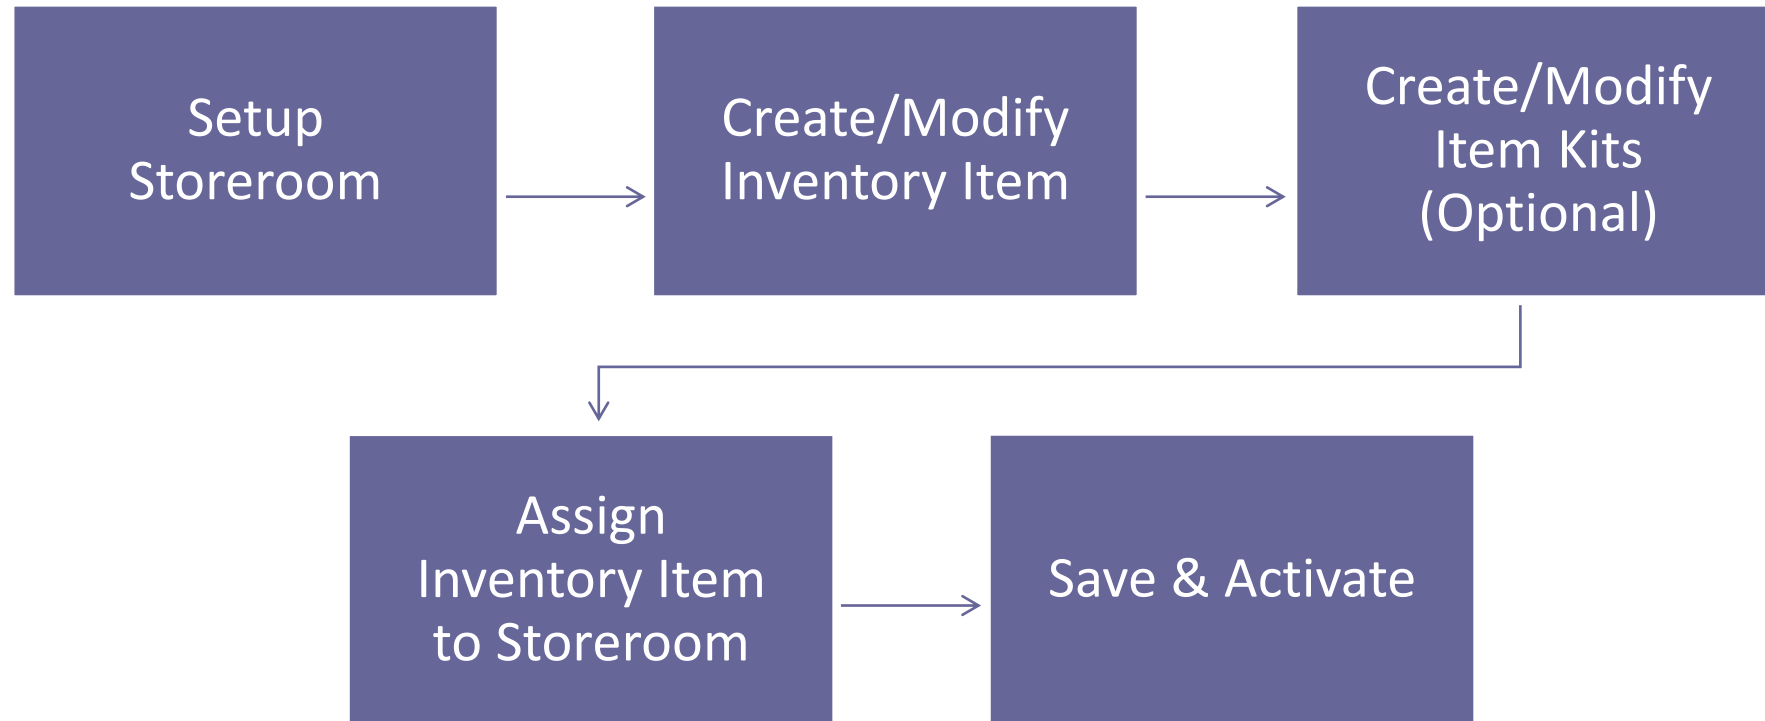 Setup
Storeroom
Create/Modify
Inventory Item
Create/Modify
Item Kits
(Optional)
Assign
Inventory Item
to Storeroom
Save & Activate